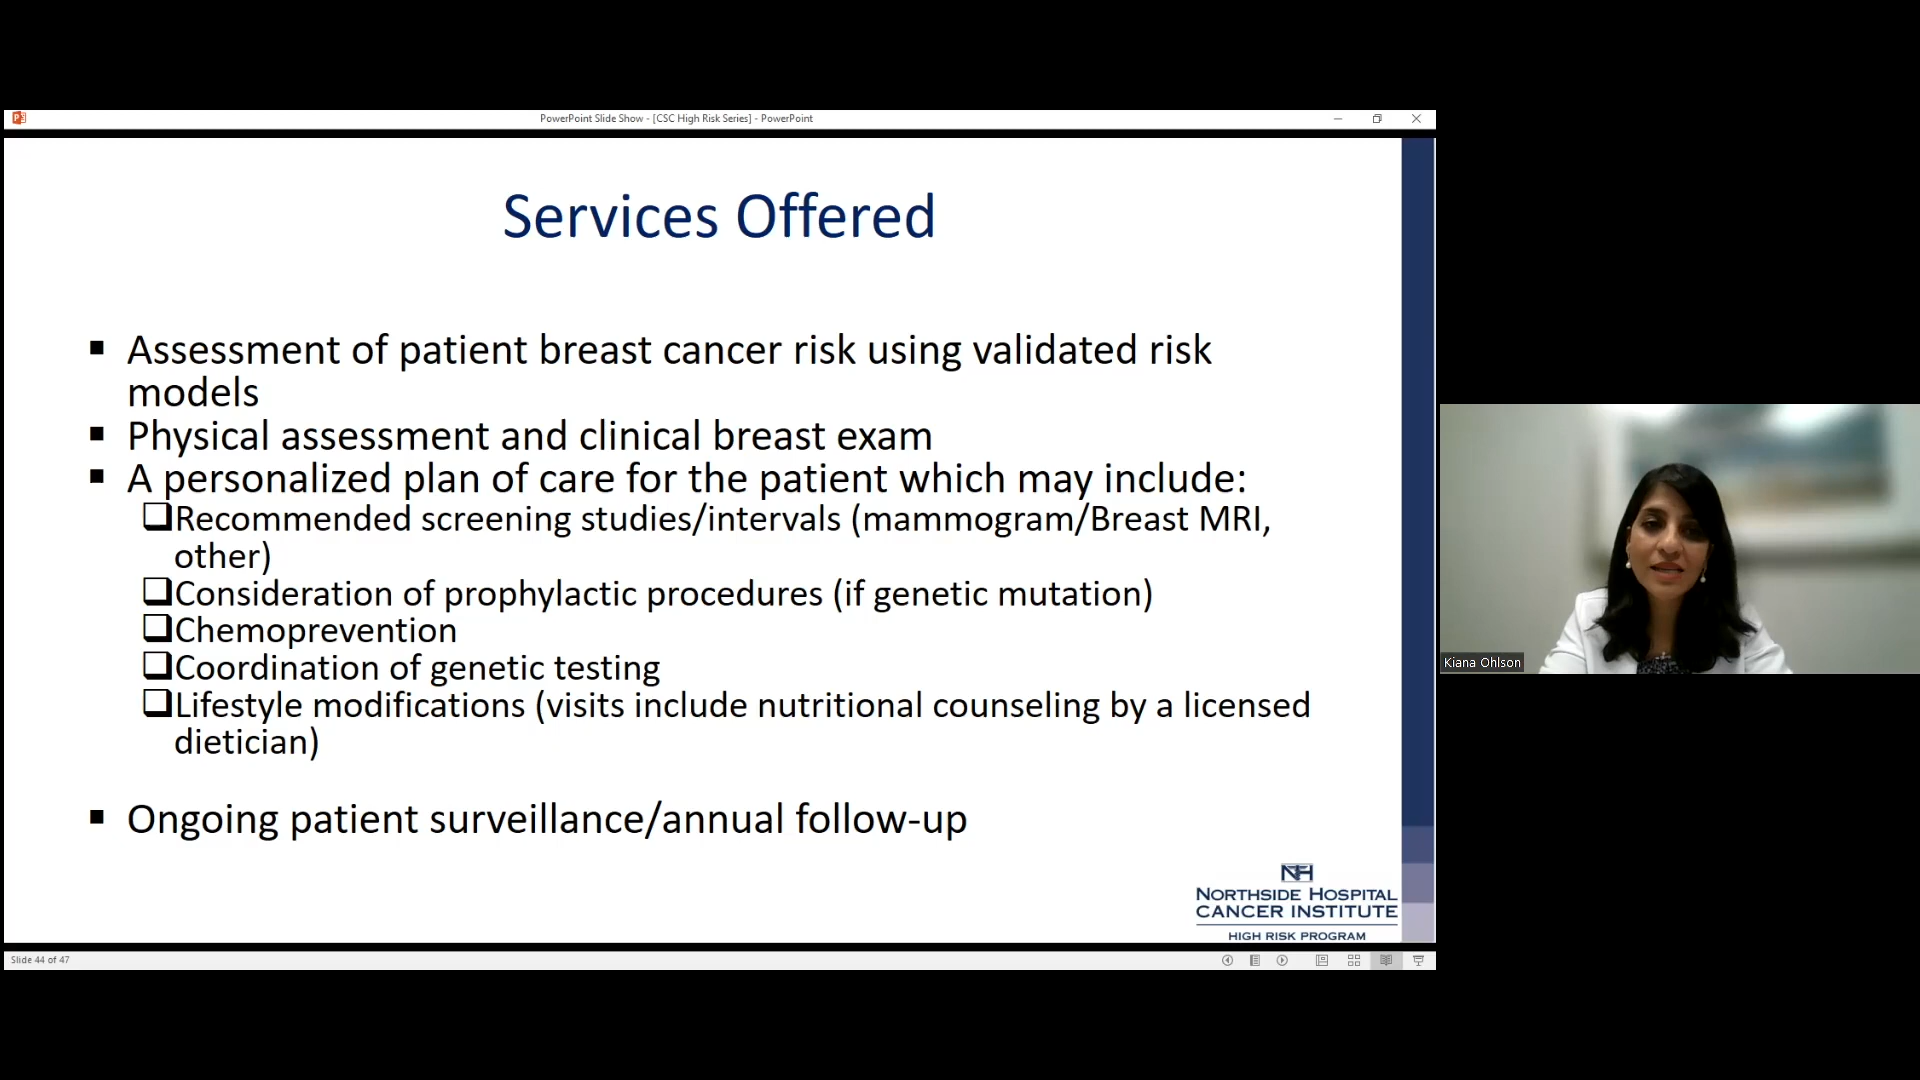 PowerPoint Slide Show - [CSC High Risk Series] - PowerPoint
Services Offered
Assessment of patient breast cancer risk using validated risk
models
Physical assessment and clinical breast exam
A personalized plan of care for the patient which may include:
Recommended screening studies/intervals (mammogram/Breast MRI,
other)
Consideration of prophylactic procedures (if genetic mutation)
Chemoprevention
Coordination of genetic testing
Lifestyle modifications (visits include nutritional counseling by a licensed
dietician)
Ongoing patient surveillance/annual follow-up
NH
NORTHSIDE HOSPITAL
CANCER INSTITUTE
HIGH RISK PROGRAM
Slide 44 of 47
Kiana Ohlson